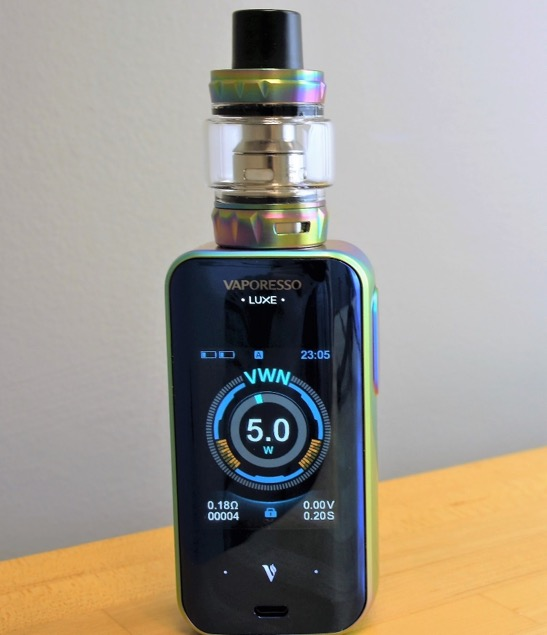 VAPORESSO
• LUXE •
A 23:05
VWN
5.0
W
0.18Ω 0.00V
00004 0.20S